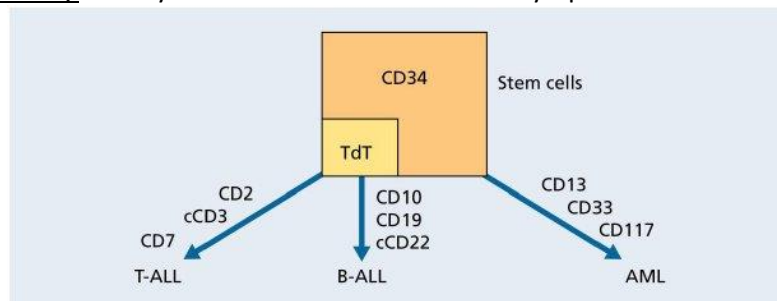 CD34
Stem cells
TdT
CD2
cCD3
CD7
CD10
CD19
cCD22
CD13
CD33
CD117
T-ALL
B-ALL
AML